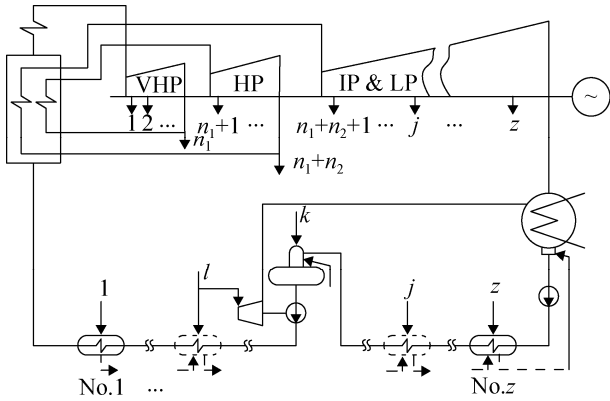 VHP HP IP & LP ~
1 2 ··· n₁+1 ··· n₁+n₂+1 ··· j ··· z
n₁
n₁+n₂
k
l
1 j z
No.1 ··· No.z